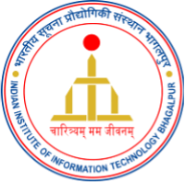 भारतीय सूचना प्रौद्योगिकी संस्थान भागलपुर
चारित्र्यम् मम जीवनम्
INDIAN INSTITUTE OF INFORMATION TECHNOLOGY BHAGALPUR